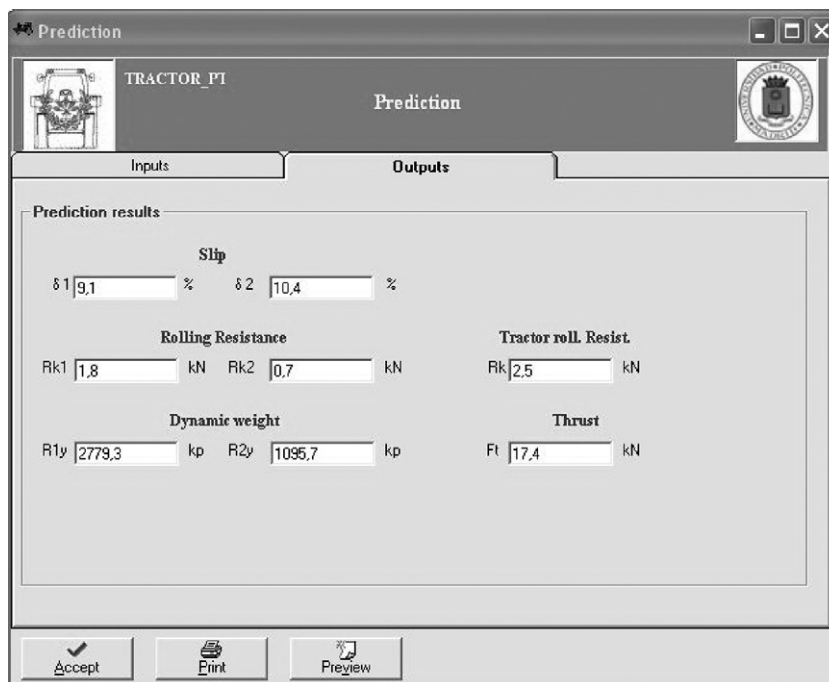 Prediction
TRACTOR_PT
Prediction
Inputs
Outputs
Prediction results
Slip
δ1 9,1 % δ2 10,4 %
Rolling Resistance Tractor roll. Resist.
Rk1 1,8 kN Rk2 0,7 kN Rk 2,5 kN
Dynamic weight Thrust
R1y 2779,3 kp R2y 1095,7 kp Ft 17,4 kN
Accept Print Preview